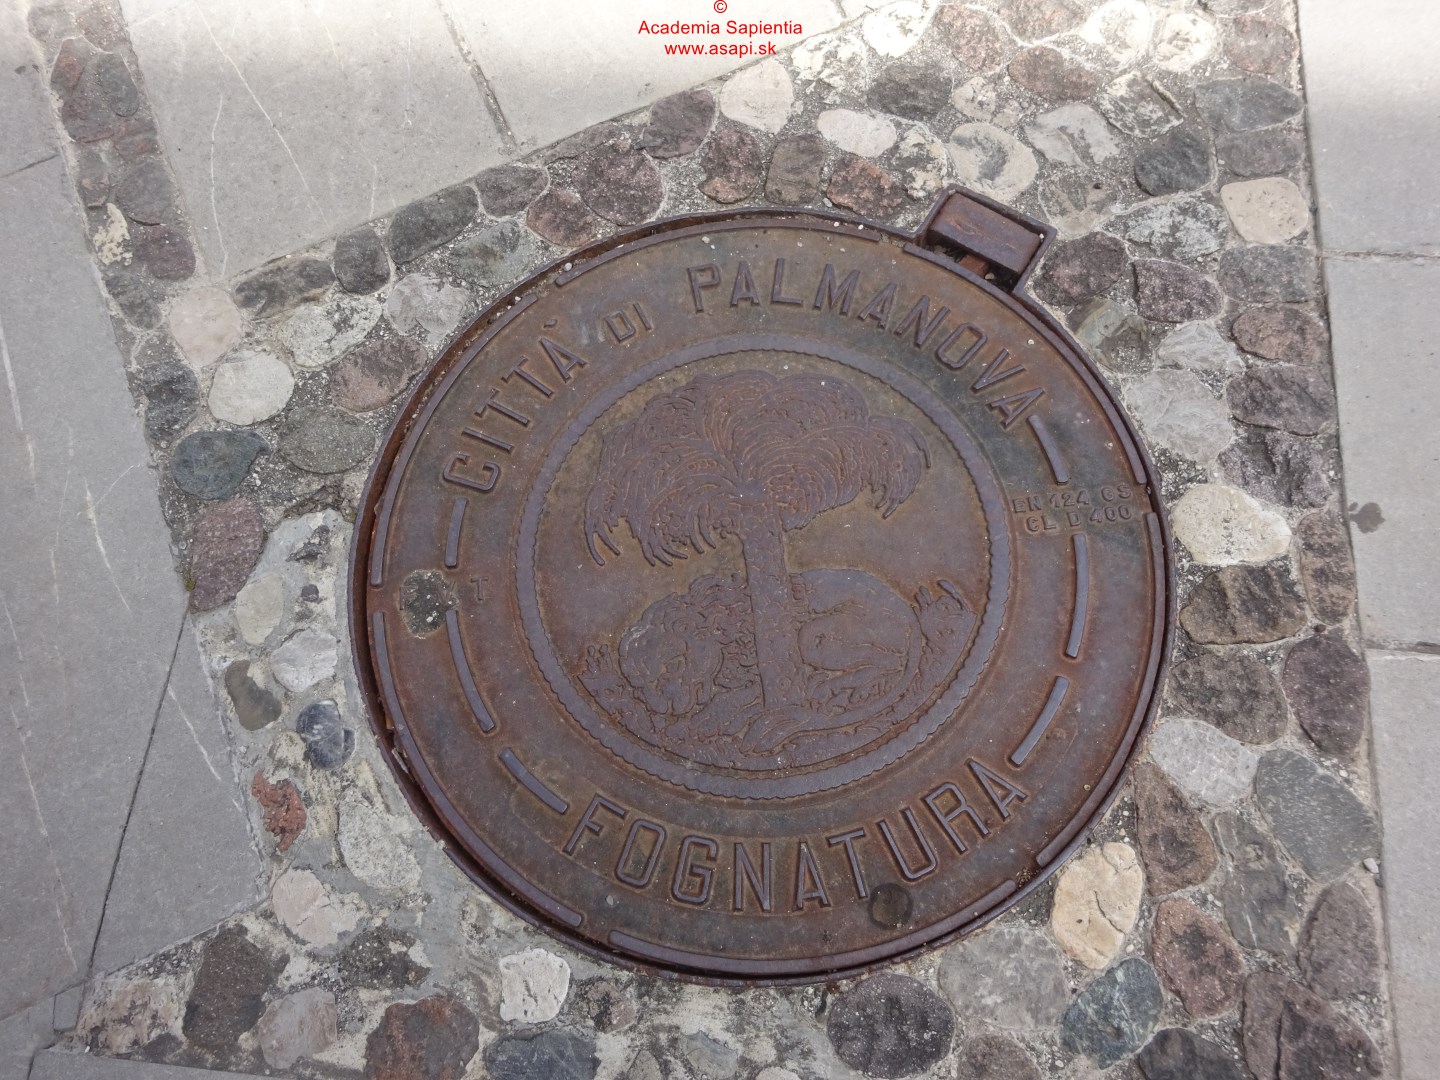 ©
Academia Sapientia
www.asapi.sk
CITTÀ DI PALMANOVA
EN 124 GS
CL D 400
T
FOGNATURA